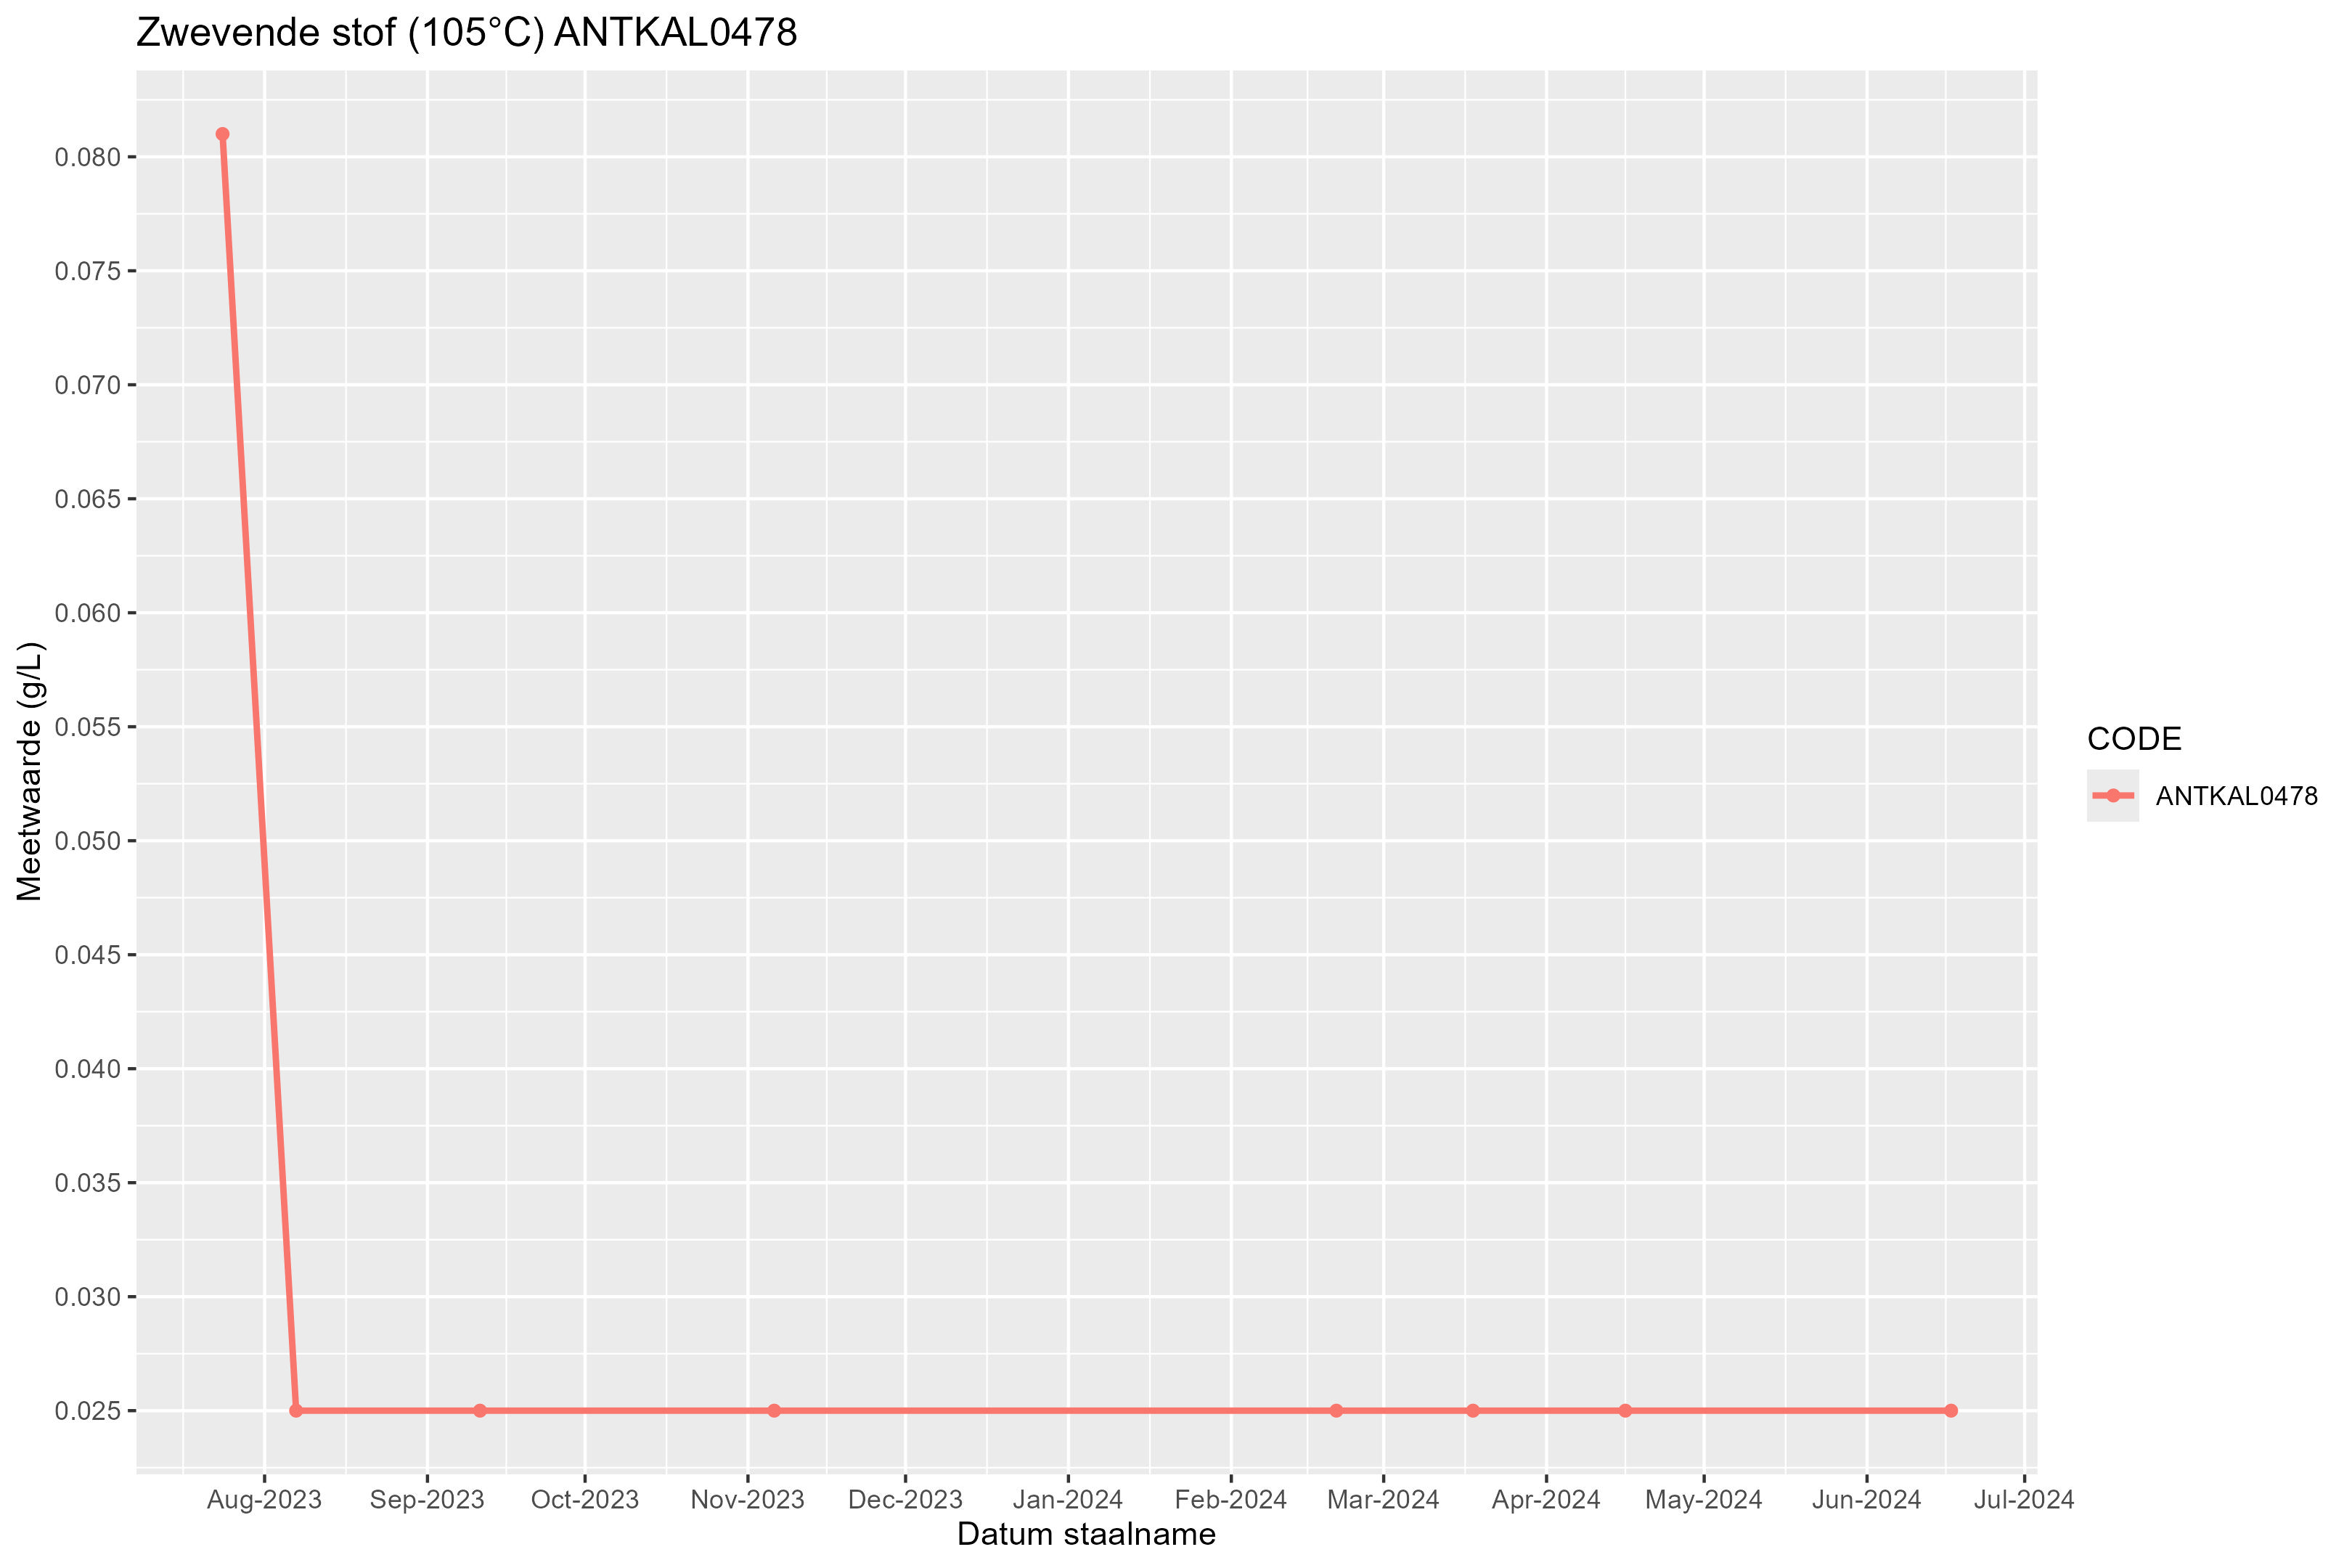 Zwevende stof (105°C) ANTKAL0478
Meetwaarde (g/L)
0.080
0.075
0.070
0.065
0.060
0.055
0.050
0.045
0.040
0.035
0.030
0.025
Aug-2023 Sep-2023 Oct-2023 Nov-2023 Dec-2023 Jan-2024 Feb-2024 Mar-2024 Apr-2024 May-2024 Jun-2024 Jul-2024
Datum staalname
CODE
ANTKAL0478